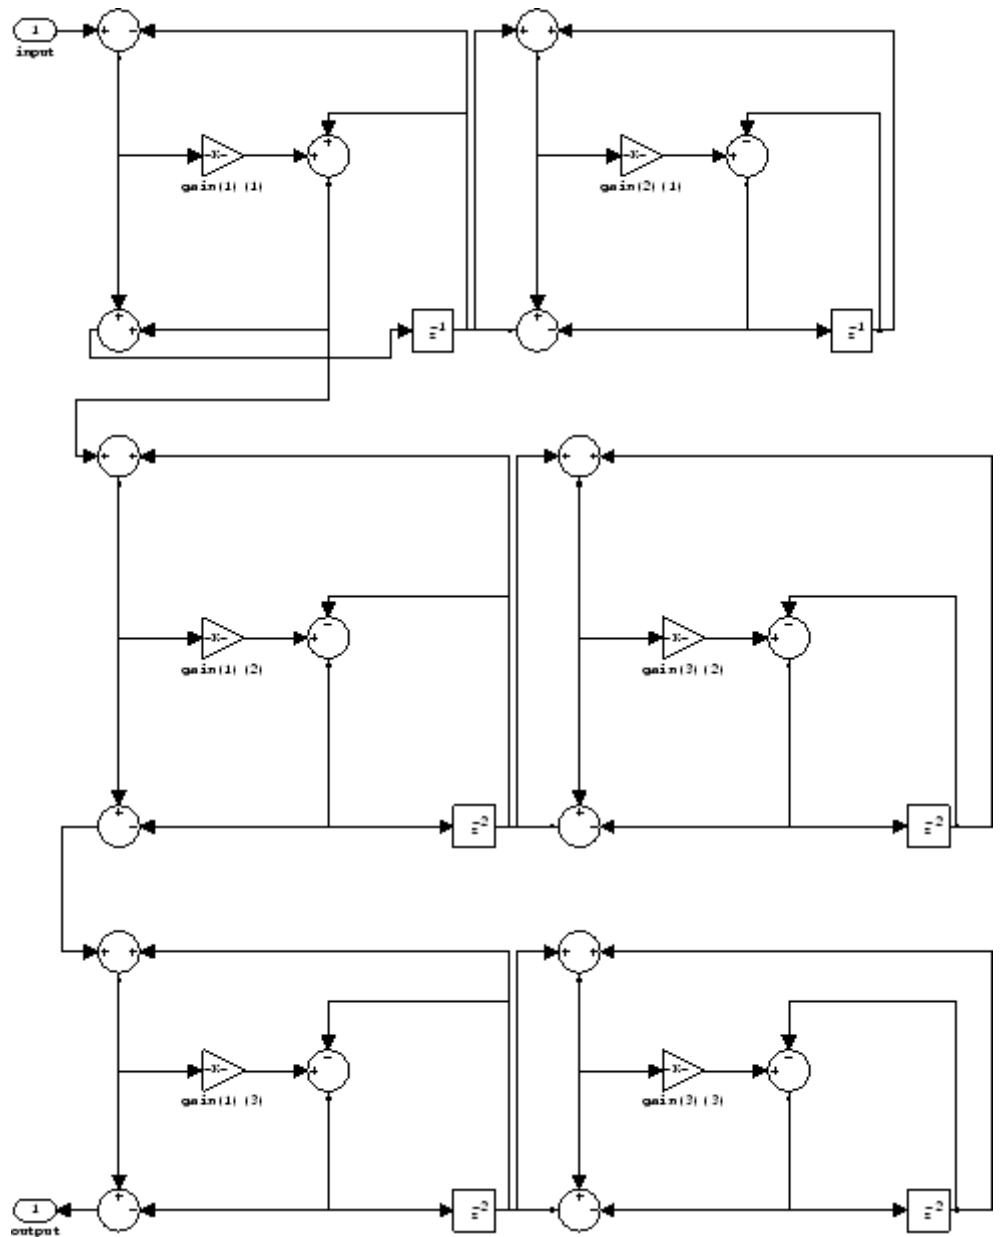 1
+ - + +
input
+ -
-K- + -K- +
gain(1) (1) gain(2) (1)
+ +
+ z-1 - z-1
+ + + +
- -
-K- + -K- +
gain(1) (2) gain(3) (2)
+ +
- z-2 - z-2
+ + + +
- -
-K- + -K- +
gain(1) (3) gain(3) (3)
+ +
1 - z-2 - z-2
output